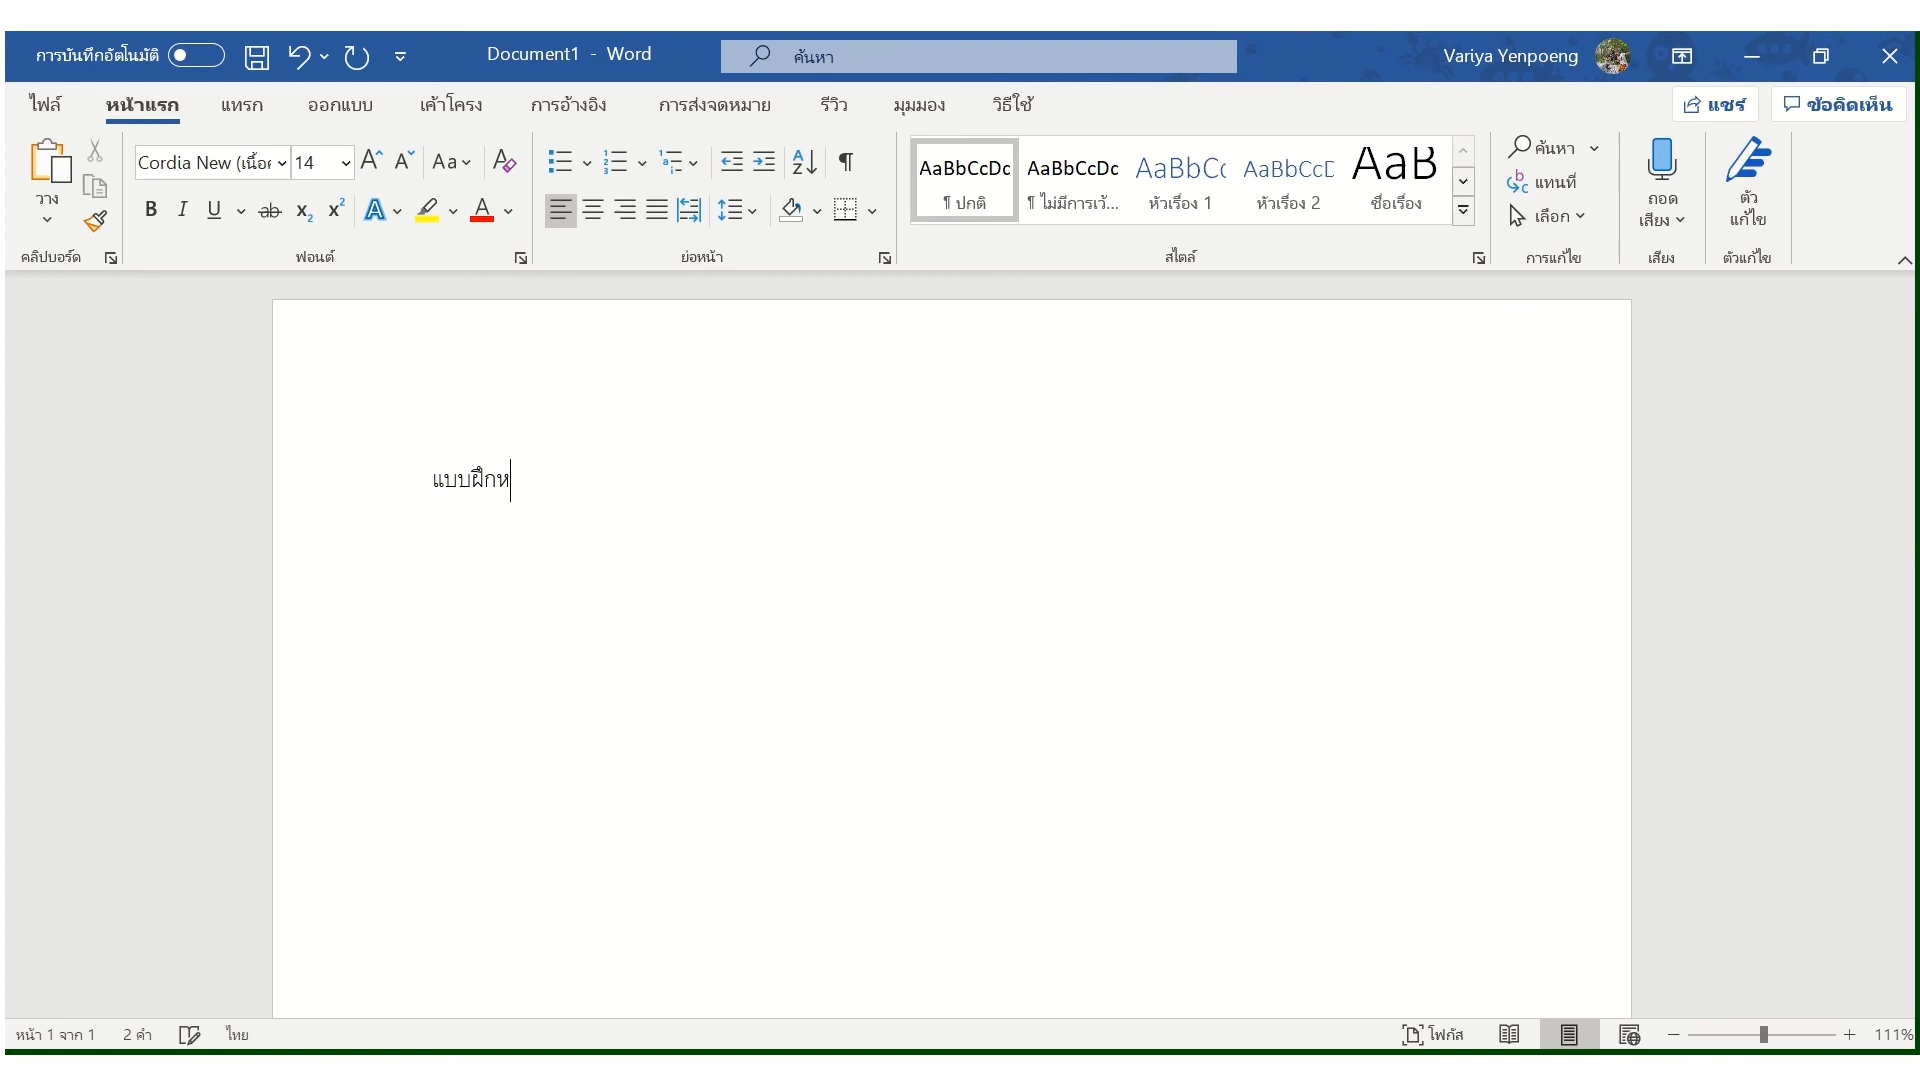 การบันทึกอัตโนมัติ Document1 - Word ค้นหา Variya Yenpoeng
ไฟล์ หน้าแรก แทรก ออกแบบ เค้าโครง การอ้างอิง การส่งจดหมาย รีวิว มุมมอง วิธีใช้ แชร์ ข้อคิดเห็น
วาง
Cordia New (เนื้อ 14
AaBbCcDc AaBbCcDc AaBbCc AaBbCcD AaB
¶ ปกติ ¶ ไม่มีการเว้... หัวเรื่อง 1 หัวเรื่อง 2 ชื่อเรื่อง
ค้นหา
แทนที่
เลือก
ถอด
เสียง
ตัว
แก้ไข
คลิปบอร์ด ฟอนต์ ย่อหน้า สไตล์ การแก้ไข เสียง ตัวแก้ไข
แบบฝึกห
หน้า 1 จาก 1 2 คำ ไทย โฟกัส 111%